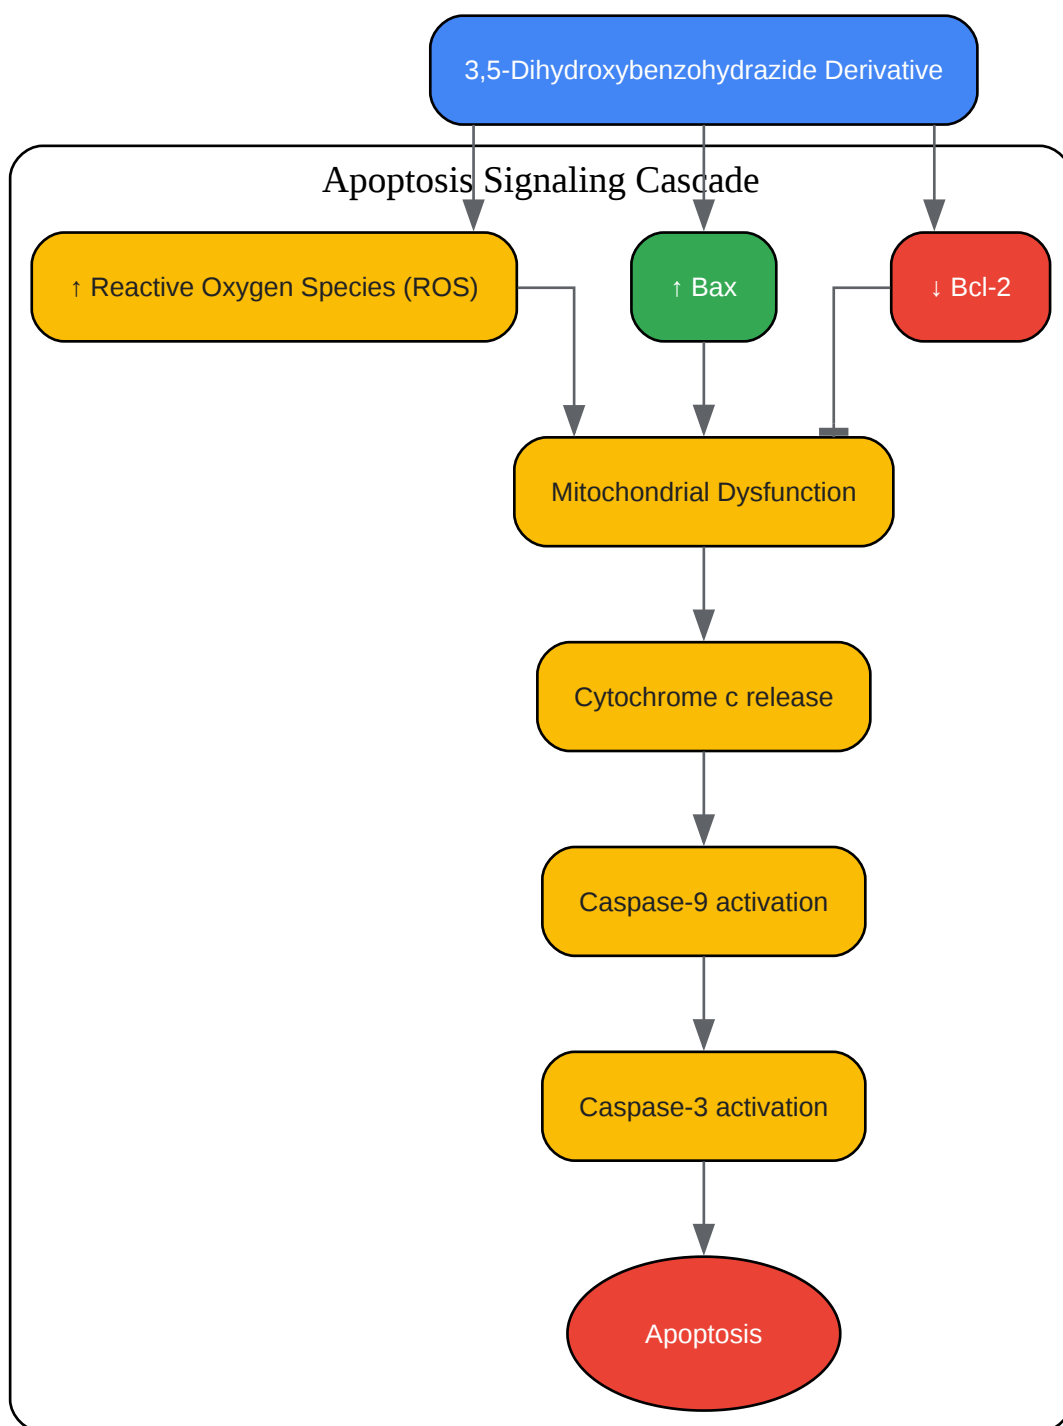 3,5-Dihydroxybenzohydrazide Derivative
Apoptosis Signaling Cascade
↑ Reactive Oxygen Species (ROS)
↑ Bax
↓ Bcl-2
Mitochondrial Dysfunction
Cytochrome c release
Caspase-9 activation
Caspase-3 activation
Apoptosis